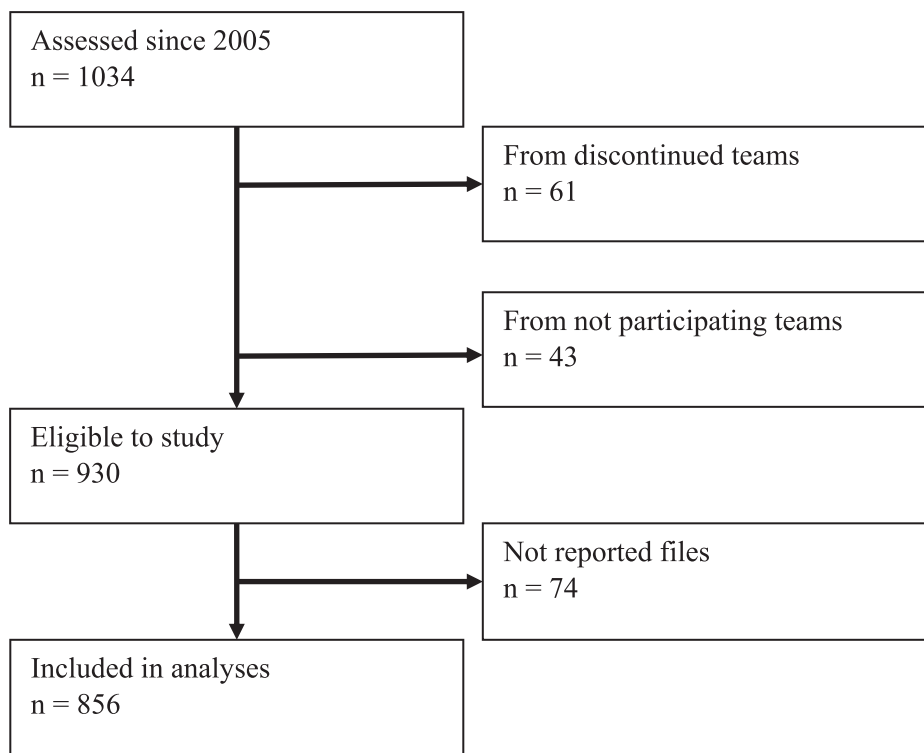 Assessed since 2005
n = 1034
From discontinued teams
n = 61
From not participating teams
n = 43
Eligible to study
n = 930
Not reported files
n = 74
Included in analyses
n = 856